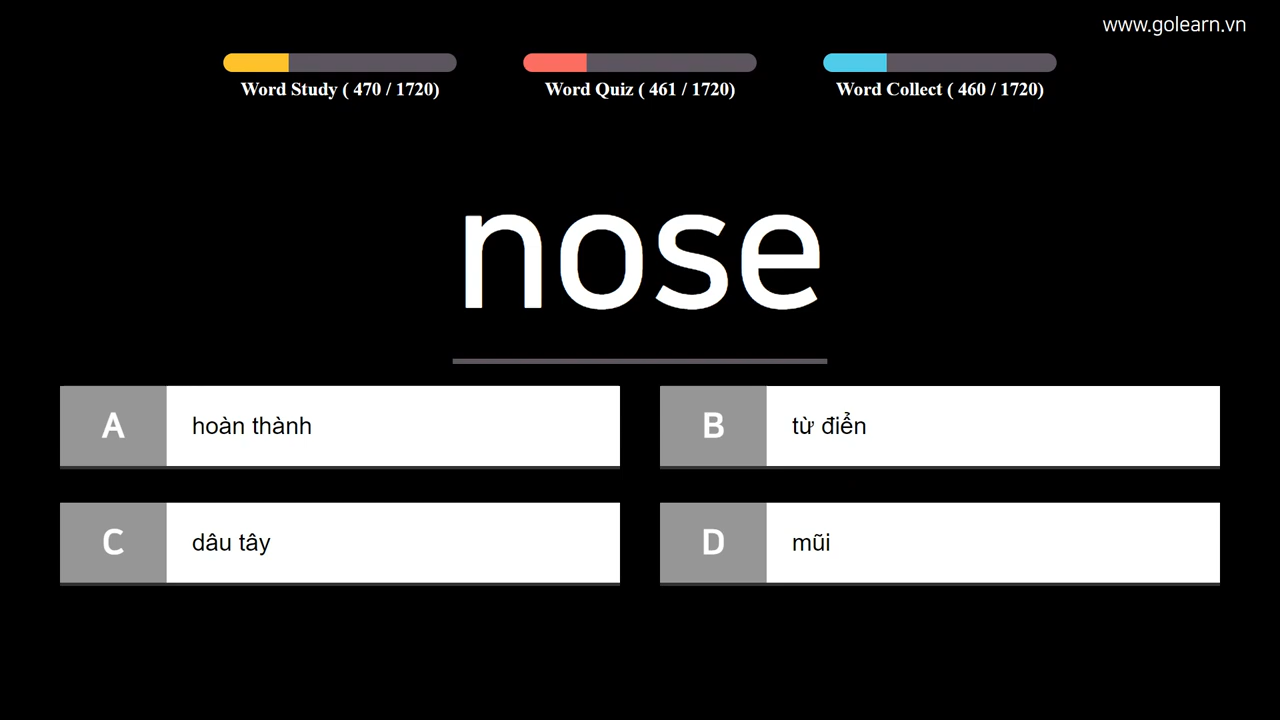 www.golearn.vn
Word Study ( 470 / 1720)
Word Quiz ( 461 / 1720)
Word Collect ( 460 / 1720)
nose
A hoàn thành
B từ điển
C dâu tây
D mũi